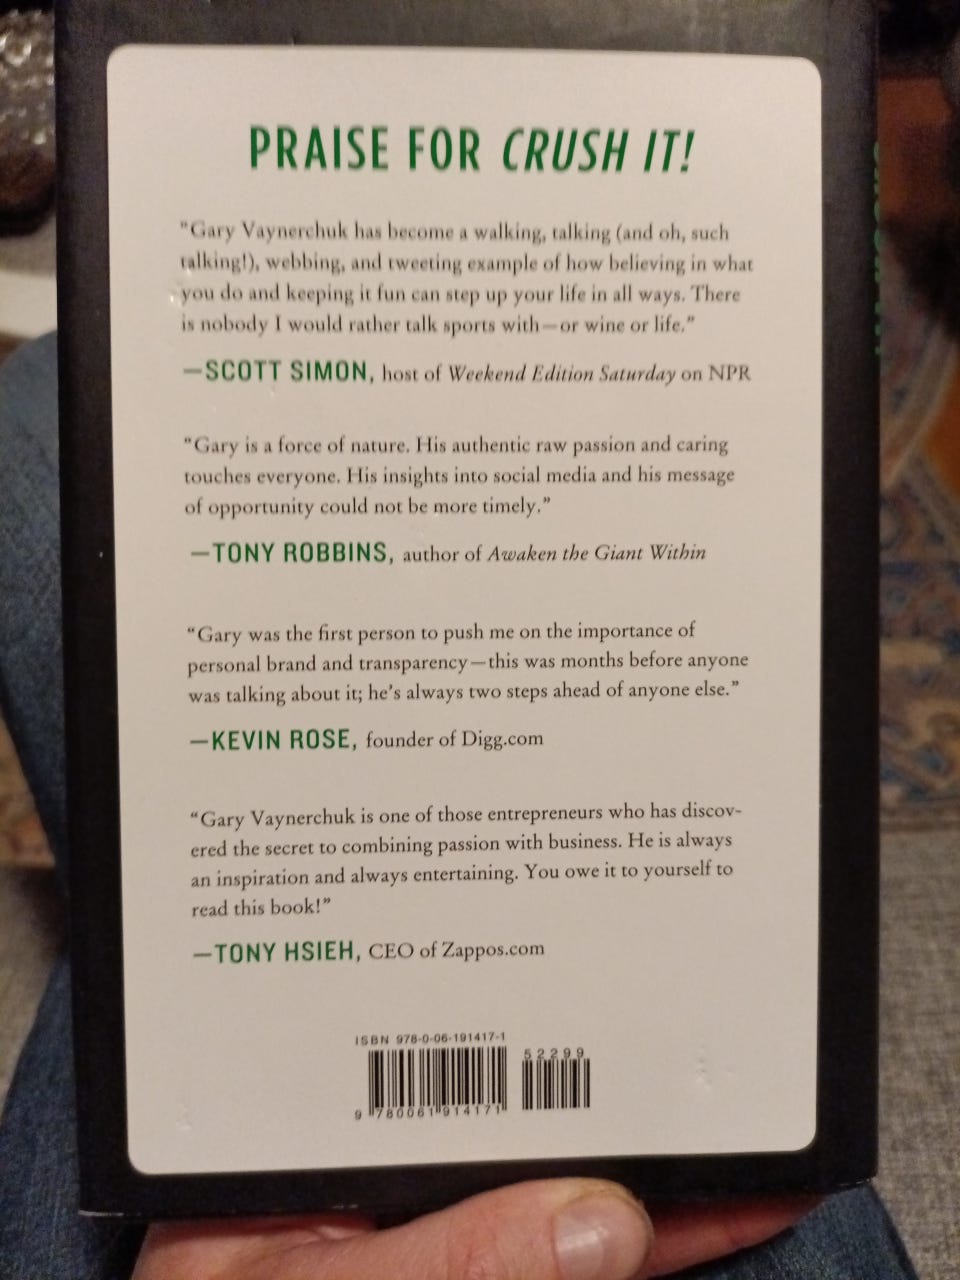 PRAISE FOR CRUSH IT!
"Gary Vaynerchuk has become a walking, talking (and oh, such
talking!), webbing, and tweeting example of how believing in what
you do and keeping it fun can step up your life in all ways. There
is nobody I would rather talk sports with—or wine or life."
—SCOTT SIMON, host of Weekend Edition Saturday on NPR
"Gary is a force of nature. His authentic raw passion and caring
touches everyone. His insights into social media and his message
of opportunity could not be more timely."
—TONY ROBBINS, author of Awaken the Giant Within
"Gary was the first person to push me on the importance of
personal brand and transparency—this was months before anyone
was talking about it; he's always two steps ahead of anyone else."
—KEVIN ROSE, founder of Digg.com
"Gary Vaynerchuk is one of those entrepreneurs who has discov-
ered the secret to combining passion with business. He is always
an inspiration and always entertaining. You owe it to yourself to
read this book!"
—TONY HSIEH, CEO of Zappos.com
ISBN 978-0-06-191417-1
52299
9 780061 914171